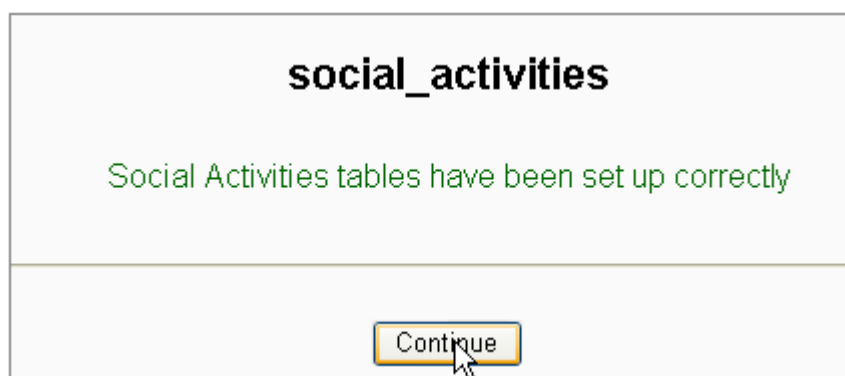 social_activities
Social Activities tables have been set up correctly
Continue